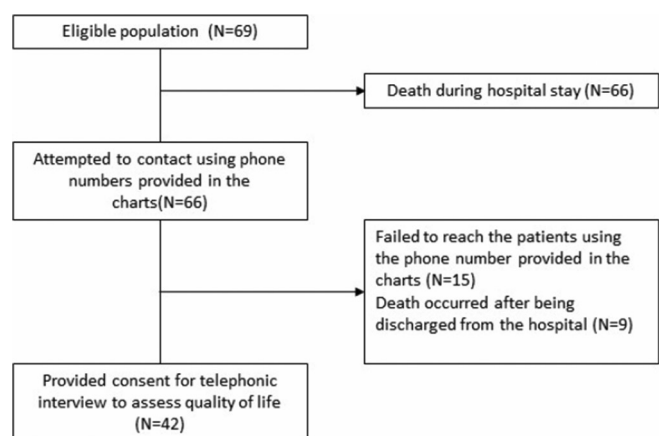 Eligible population (N=69)
Death during hospital stay (N=66)
Attempted to contact using phone
numbers provided in the
charts(N=66)
Failed to reach the patients using
the phone number provided in the
charts (N=15)
Death occurred after being
discharged from the hospital (N=9)
Provided consent for telephonic
interview to assess quality of life
(N=42)